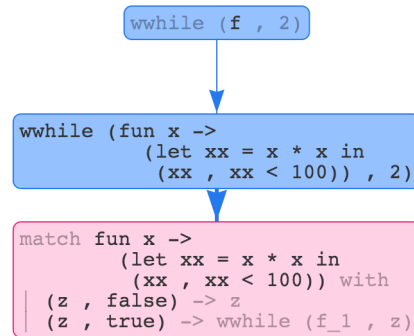 wwhile (f , 2)
wwhile (fun x ->
(let xx = x * x in
(xx , xx < 100)) , 2)
match fun x ->
(let xx = x * x in
(xx , xx < 100)) with
| (z , false) -> z
| (z , true) -> wwhile (f_1 , z)